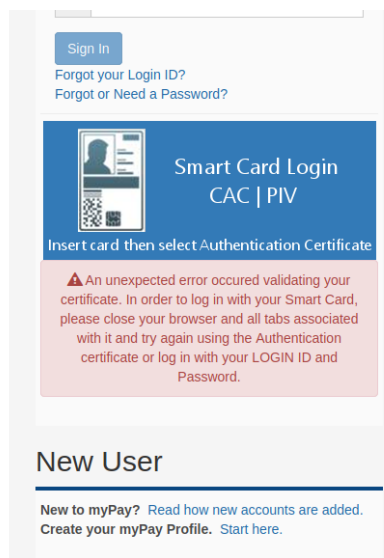 Sign In
Forgot your Login ID?
Forgot or Need a Password?
Smart Card Login
CAC | PIV
Insert card then select Authentication Certificate
An unexpected error occured validating your
certificate. In order to log in with your Smart Card,
please close your browser and all tabs associated
with it and try again using the Authentication
certificate or log in with your LOGIN ID and
Password.
New User
New to myPay? Read how new accounts are added.
Create your myPay Profile. Start here.